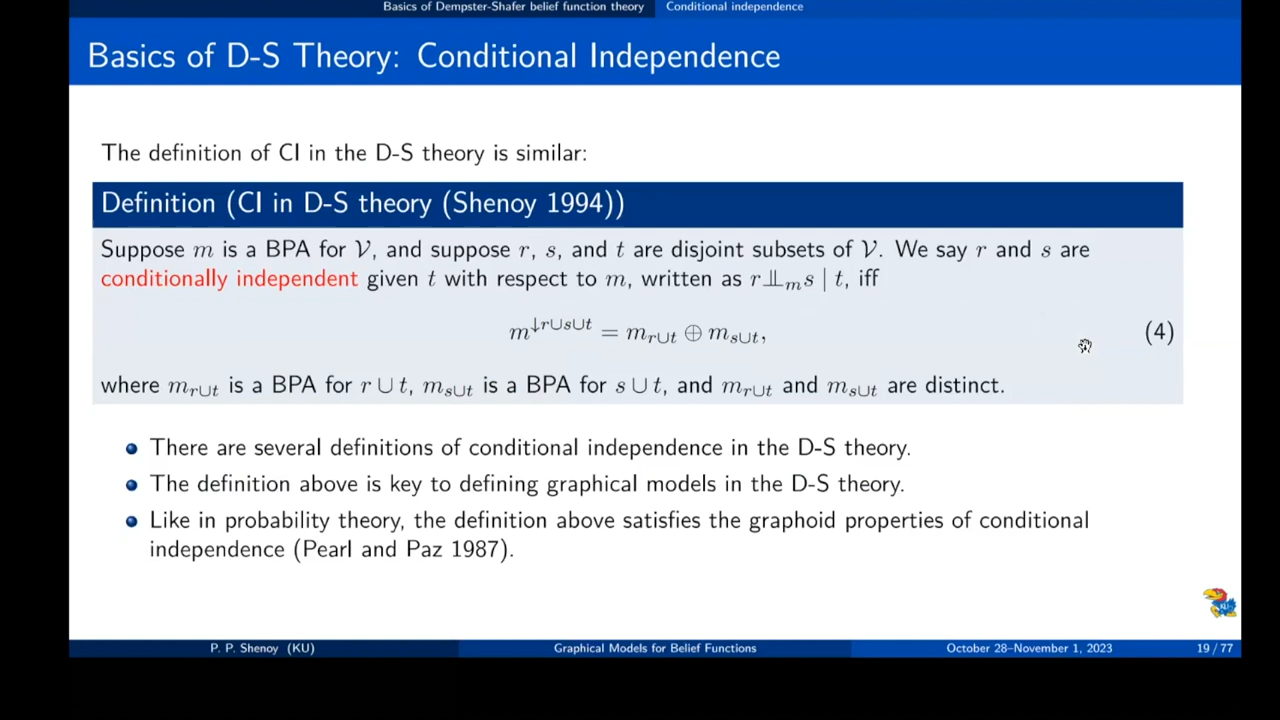 Basics of Dempster-Shafer belief function theory Conditional independence
Basics of D-S Theory: Conditional Independence
The definition of CI in the D-S theory is similar:
Definition (CI in D-S theory (Shenoy 1994))
Suppose m is a BPA for 𝒱, and suppose r, s, and t are disjoint subsets of 𝒱. We say r and s are
conditionally independent given t with respect to m, written as r⫫ₘs | t, iff
m^{↓r∪s∪t} = m_{r∪t} ⊕ m_{s∪t}, (4)
where m_{r∪t} is a BPA for r ∪ t, m_{s∪t} is a BPA for s ∪ t, and m_{r∪t} and m_{s∪t} are distinct.
There are several definitions of conditional independence in the D-S theory.
The definition above is key to defining graphical models in the D-S theory.
Like in probability theory, the definition above satisfies the graphoid properties of conditional
independence (Pearl and Paz 1987).
KU
P. P. Shenoy (KU) Graphical Models for Belief Functions October 28–November 1, 2023 19 / 77